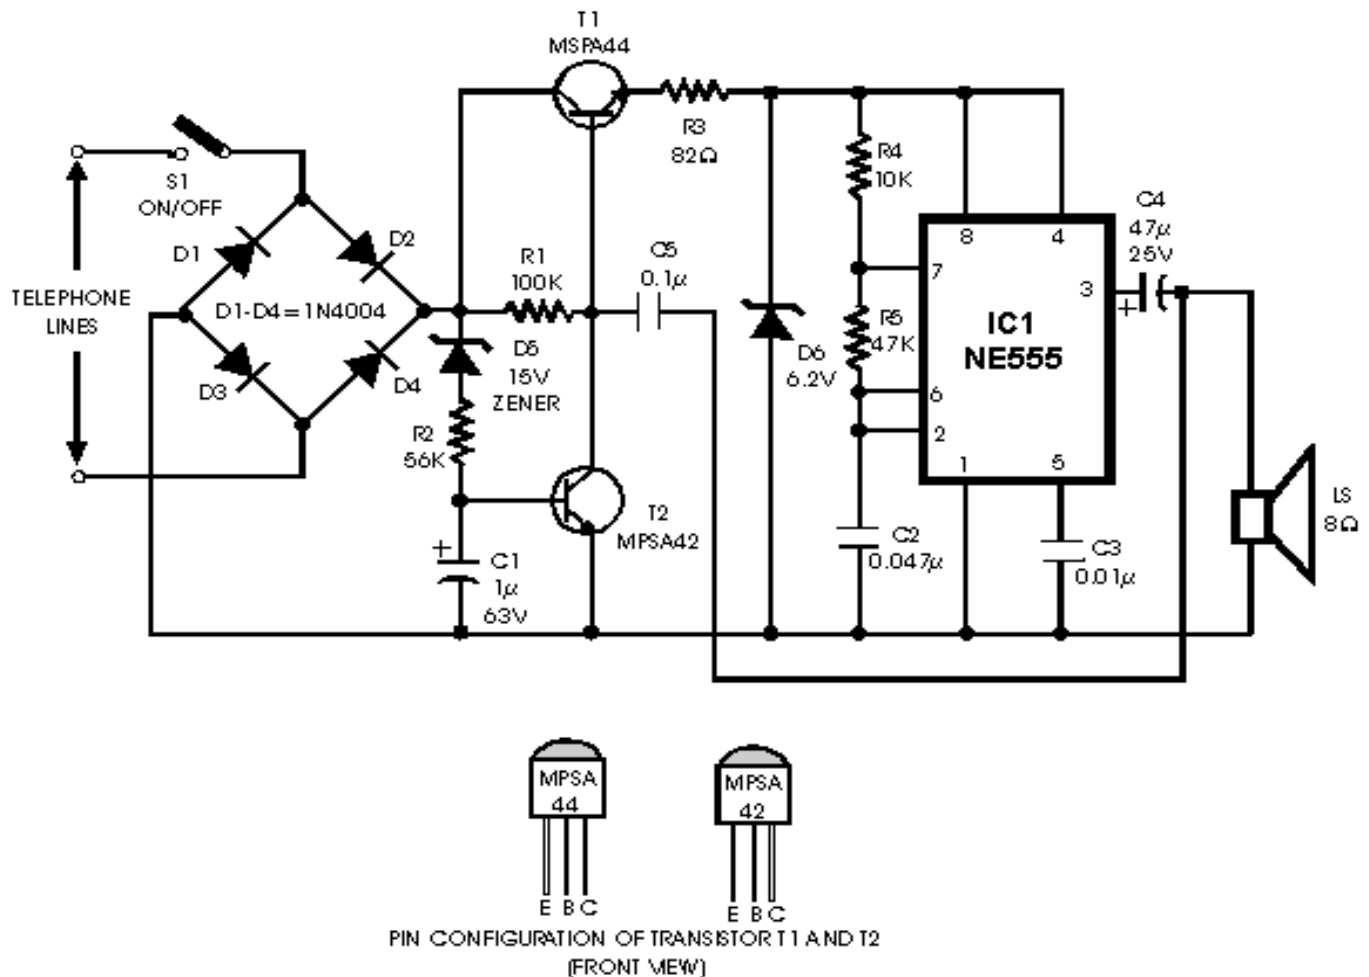 T1
MSPA44
R3
82Ω
R4
10K
S1
ON/OFF
C4
47µ
25V
D1
D2
R1
100K
C5
0.1µ
8
4
7
3
TELEPHONE
LINES
D1-D4=1N4004
R5
47K
IC1
NE555
D5
15V
ZENER
D6
6.2V
D3
D4
6
R2
56K
2
1
5
T2
MPSA42
LS
8Ω
C1
1µ
63V
C2
0.047µ
C3
0.01µ
MPSA
44
MPSA
42
E B C
E B C
PIN CONFIGURATION OF TRANSISTOR T1 AND T2
(FRONT VIEW)